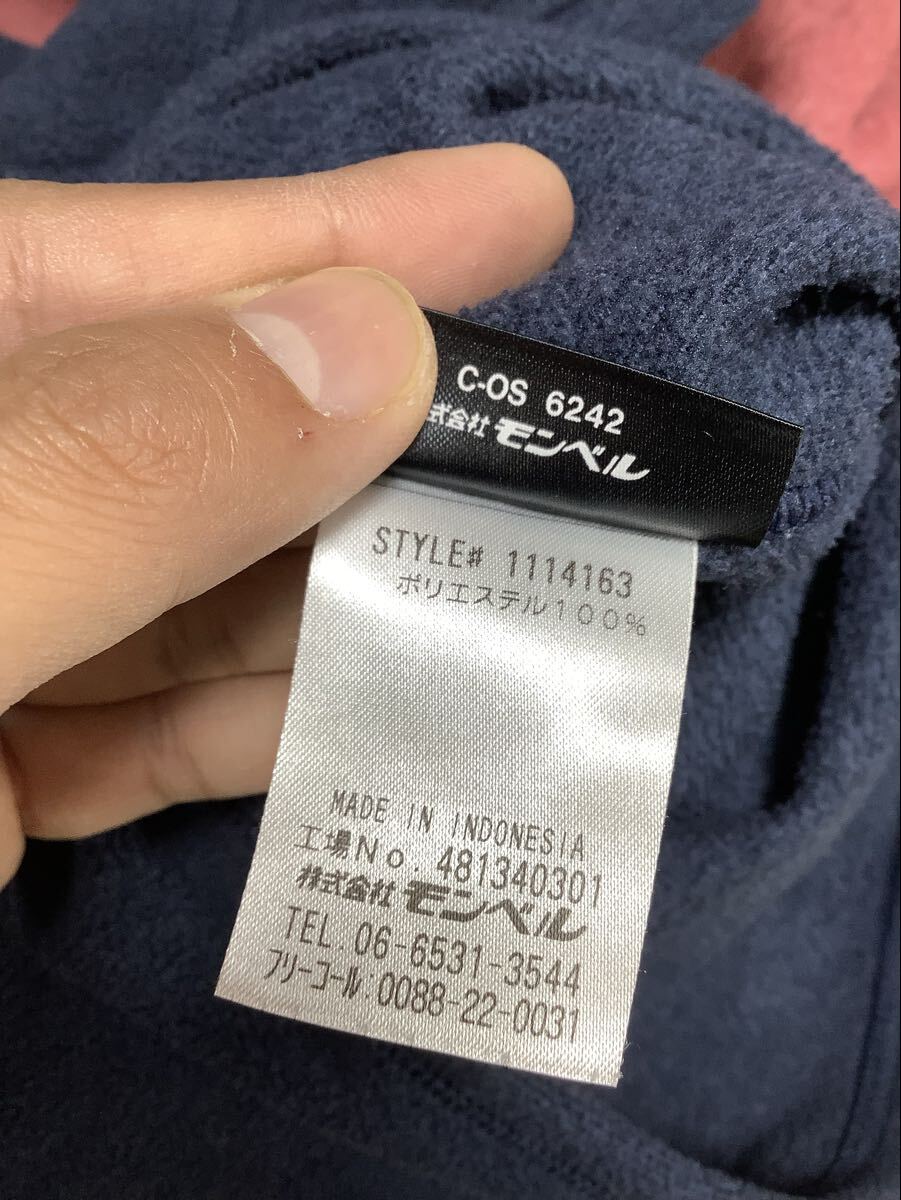 C-OS 6242
式会社 モンベル
STYLE# 1114163
ポリエステル100%
MADE IN INDONESIA
工場No. 481340301
株式会社 モンベル
TEL. 06-6531-3544
フリーコール:0088-22-0031